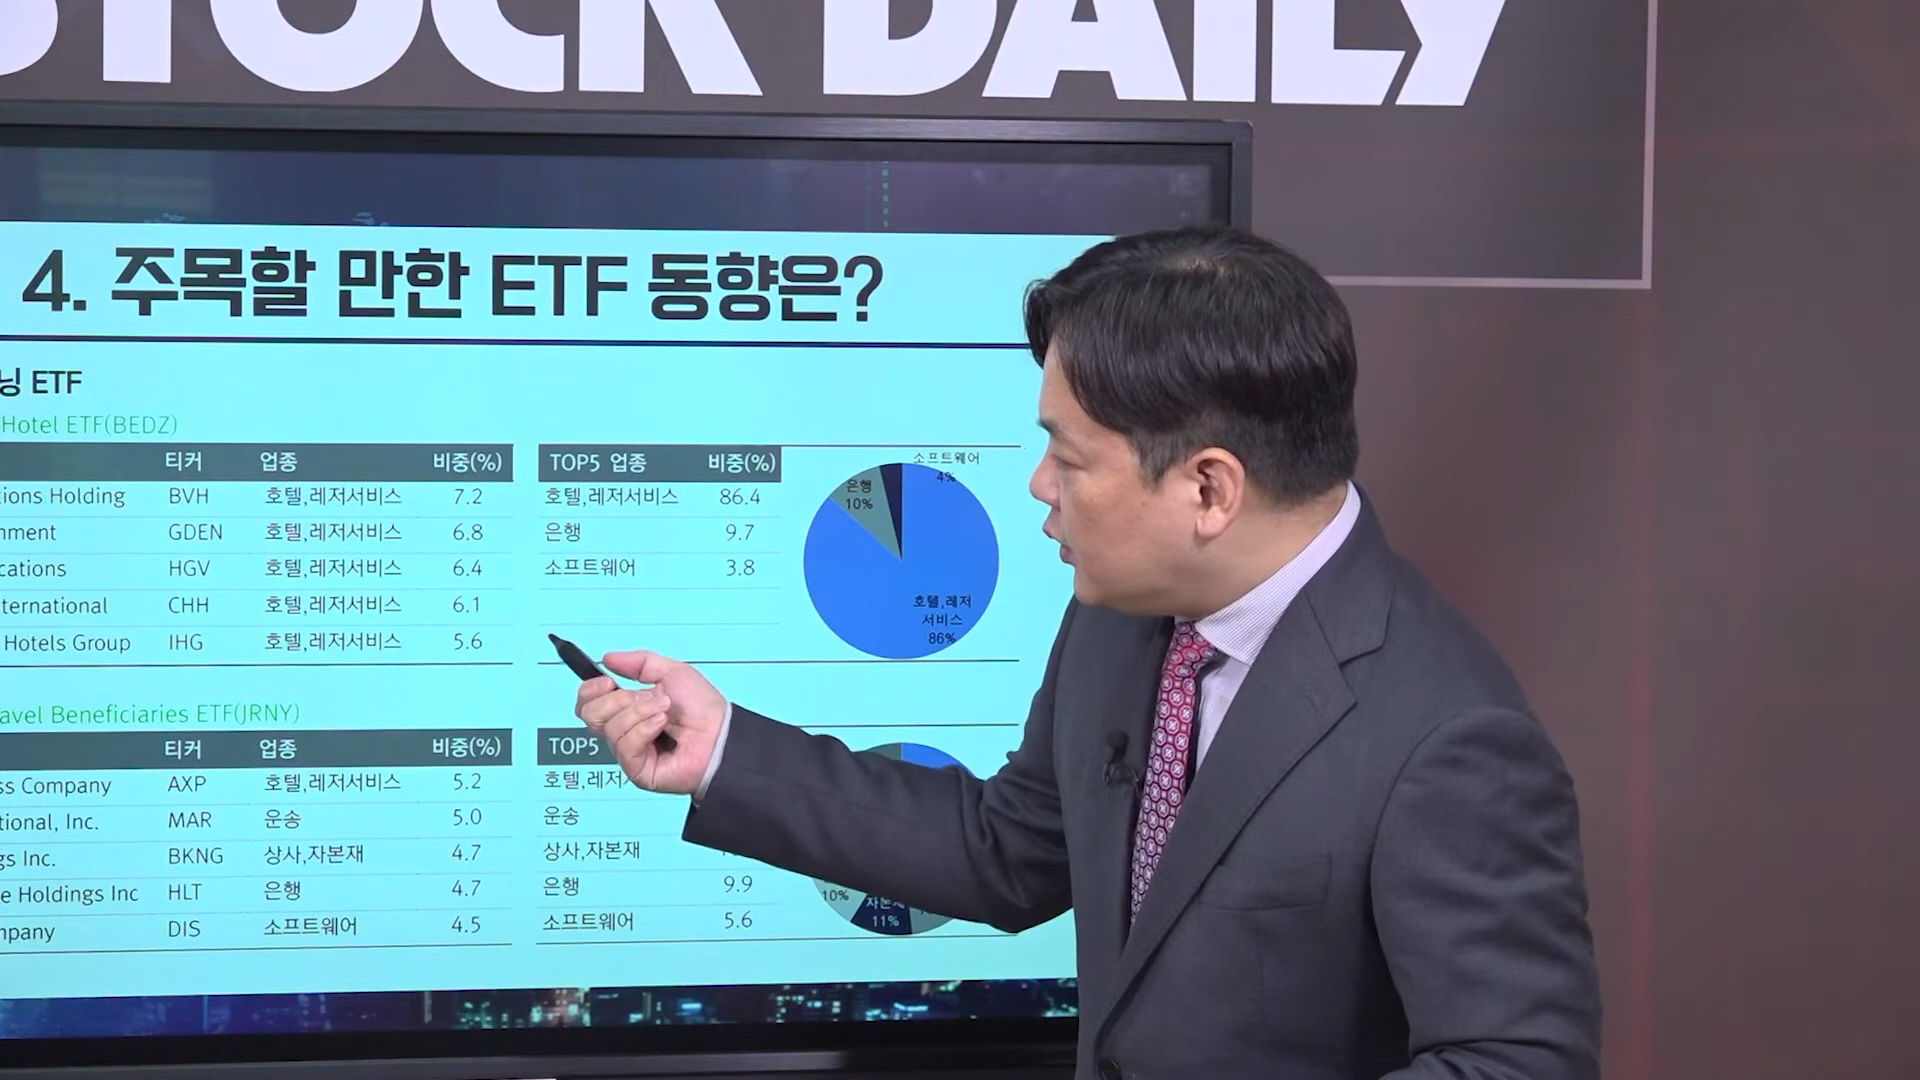 STOCK DAILY
4. 주목할 만한 ETF 동향은?
닝 ETF
Hotel ETF(BEDZ)
티커 업종 비중(%)
tions Holding BVH 호텔,레저서비스 7.2
nment GDEN 호텔,레저서비스 6.8
cations HGV 호텔,레저서비스 6.4
ternational CHH 호텔,레저서비스 6.1
Hotels Group IHG 호텔,레저서비스 5.6
TOP5 업종 비중(%)
호텔,레저서비스 86.4
은행 9.7
소프트웨어 3.8
소프트웨어
4%
은행
10%
호텔,레저
서비스
86%
avel Beneficiaries ETF(JRNY)
티커 업종 비중(%)
ss Company AXP 호텔,레저서비스 5.2
tional, Inc. MAR 운송 5.0
gs Inc. BKNG 상사,자본재 4.7
e Holdings Inc HLT 은행 4.7
mpany DIS 소프트웨어 4.5
TOP5
호텔,레저
운송
상사,자본재
은행 9.9
소프트웨어 5.6
10%
자본재
11%